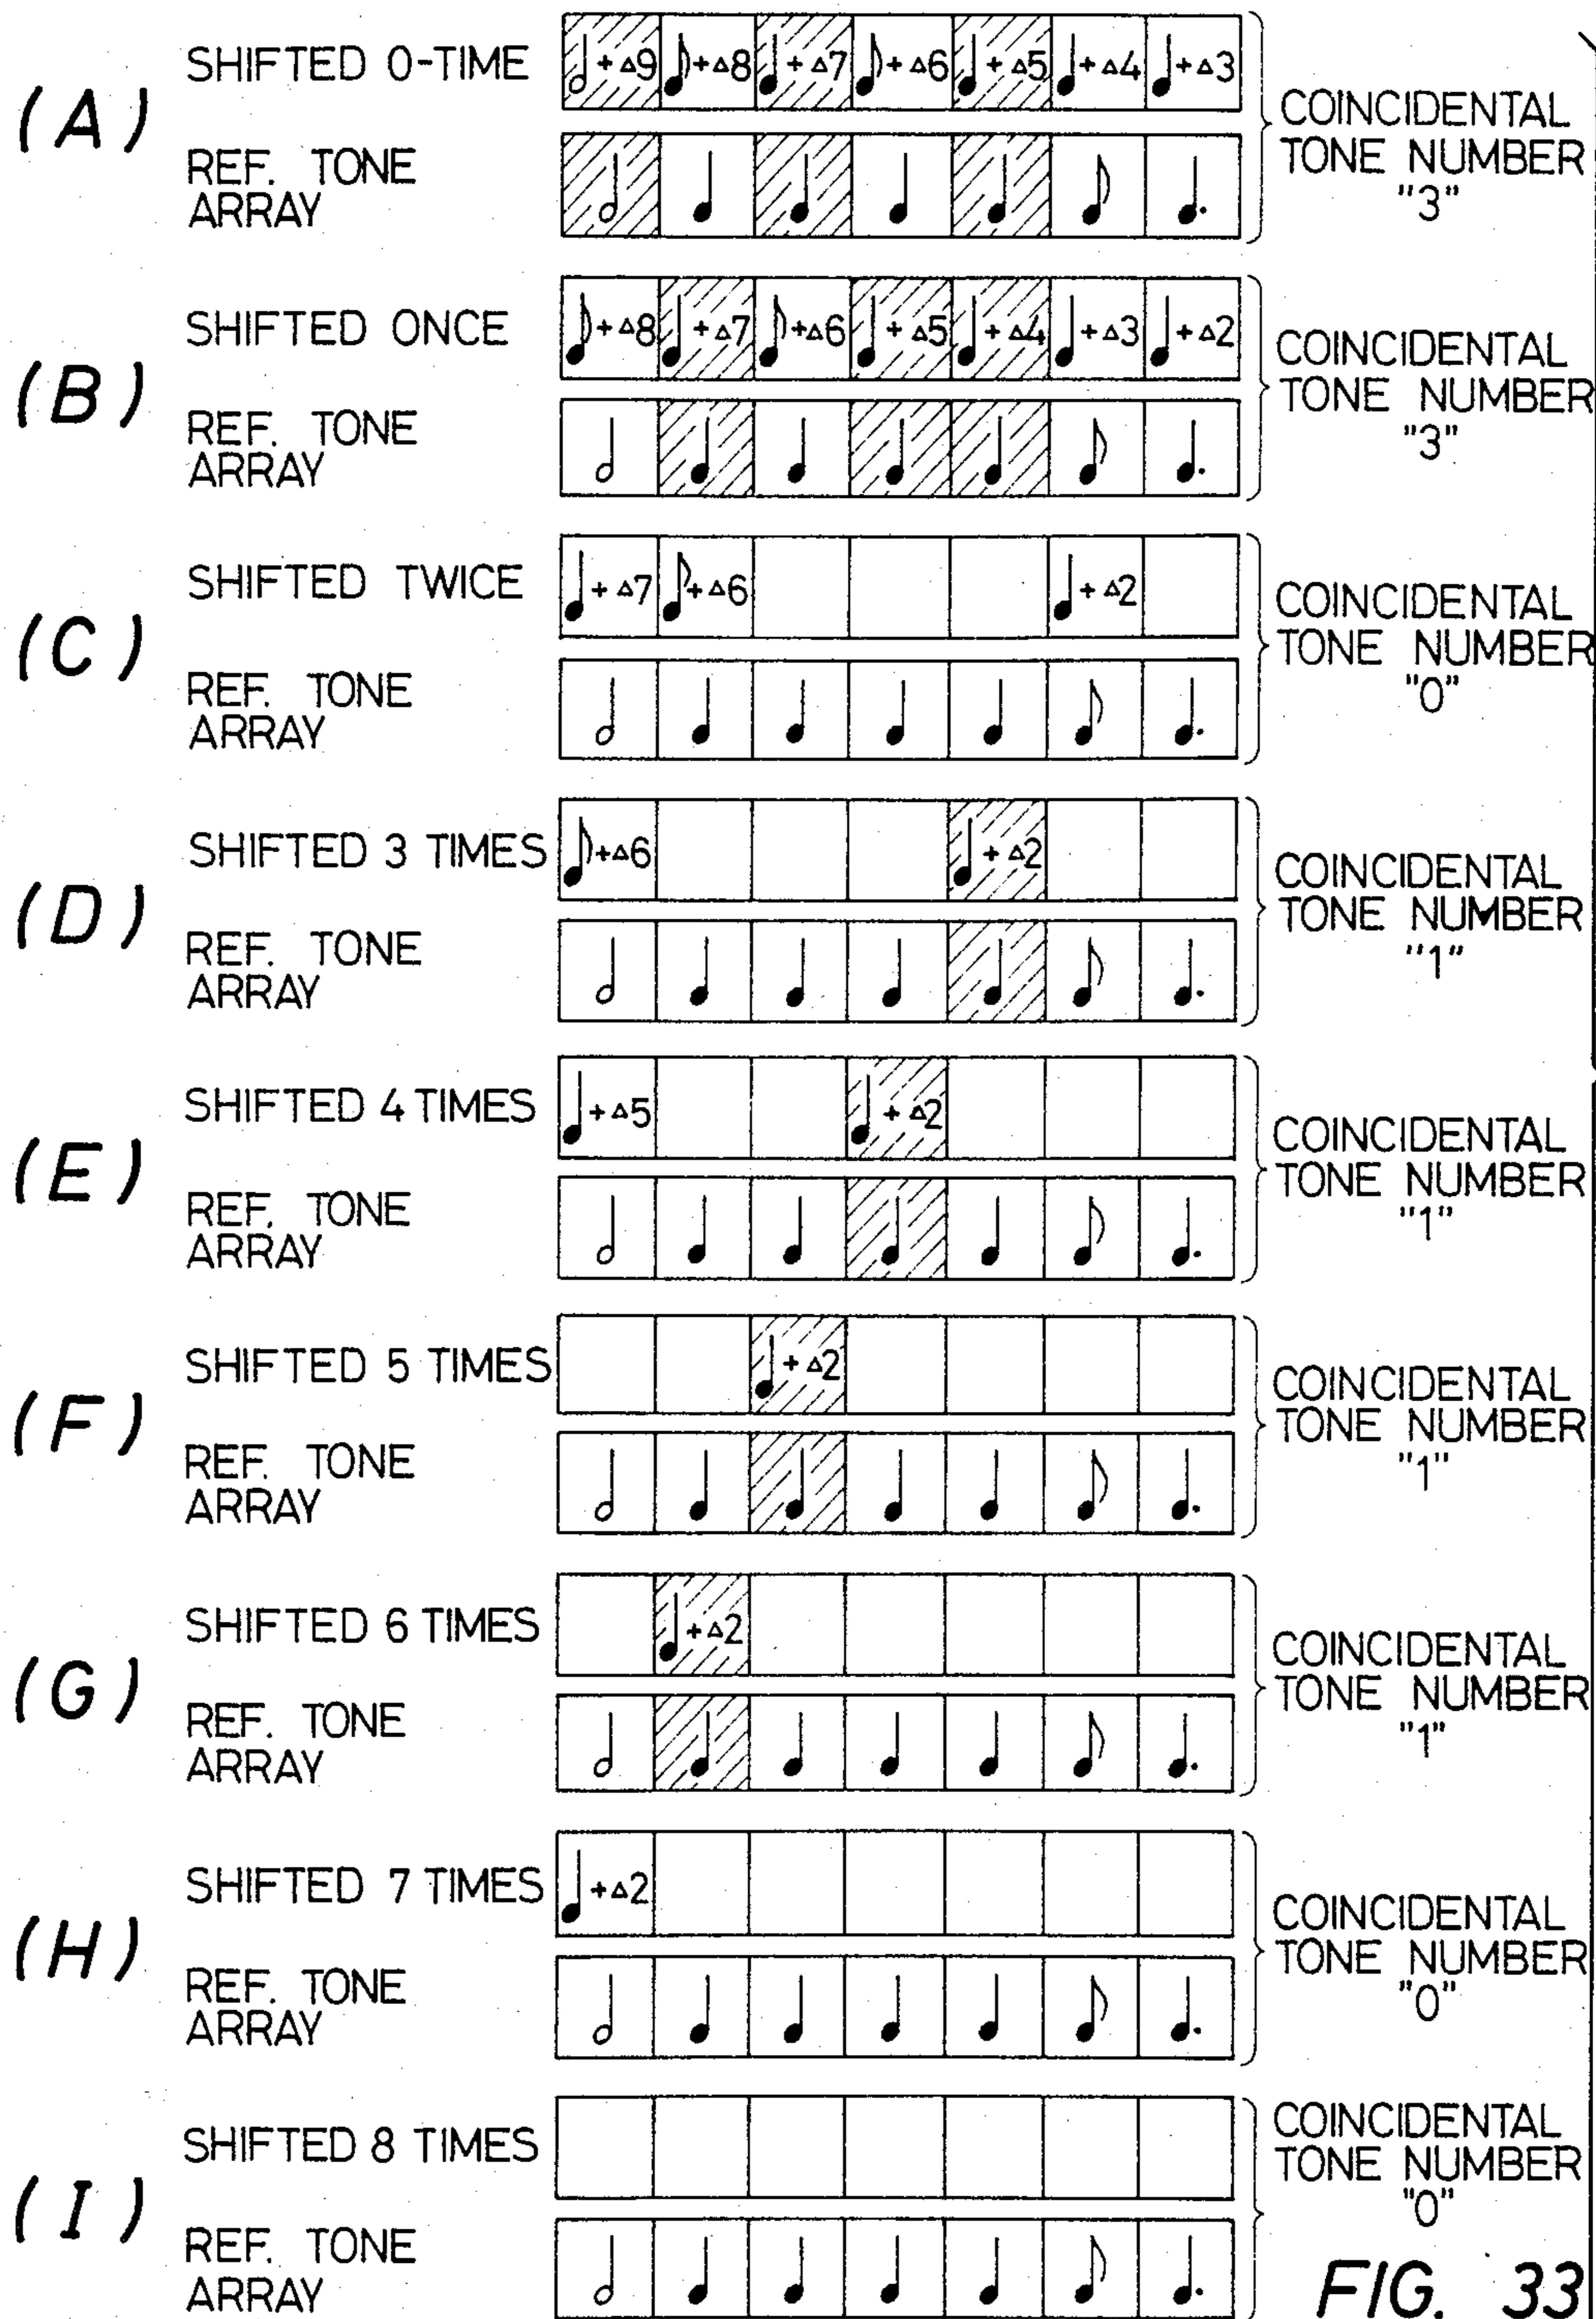 (A)
SHIFTED 0-TIME
+Δ9 +Δ8 +Δ7 +Δ6 +Δ5 +Δ4 +Δ3
REF. TONE
ARRAY
COINCIDENTAL
TONE NUMBER
"3"
(B)
SHIFTED ONCE
+Δ8 +Δ7 +Δ6 +Δ5 +Δ4 +Δ3 +Δ2
REF. TONE
ARRAY
COINCIDENTAL
TONE NUMBER
"3"
(C)
SHIFTED TWICE
+Δ7 +Δ6 +Δ2
REF. TONE
ARRAY
COINCIDENTAL
TONE NUMBER
"0"
(D)
SHIFTED 3 TIMES
+Δ6 +Δ2
REF. TONE
ARRAY
COINCIDENTAL
TONE NUMBER
"1"
(E)
SHIFTED 4 TIMES
+Δ5 +Δ2
REF. TONE
ARRAY
COINCIDENTAL
TONE NUMBER
"1"
(F)
SHIFTED 5 TIMES
+Δ2
REF. TONE
ARRAY
COINCIDENTAL
TONE NUMBER
"1"
(G)
SHIFTED 6 TIMES
+Δ2
REF. TONE
ARRAY
COINCIDENTAL
TONE NUMBER
"1"
(H)
SHIFTED 7 TIMES
+Δ2
REF. TONE
ARRAY
COINCIDENTAL
TONE NUMBER
"0"
(I)
SHIFTED 8 TIMES
REF. TONE
ARRAY
COINCIDENTAL
TONE NUMBER
"0"
FIG. 33